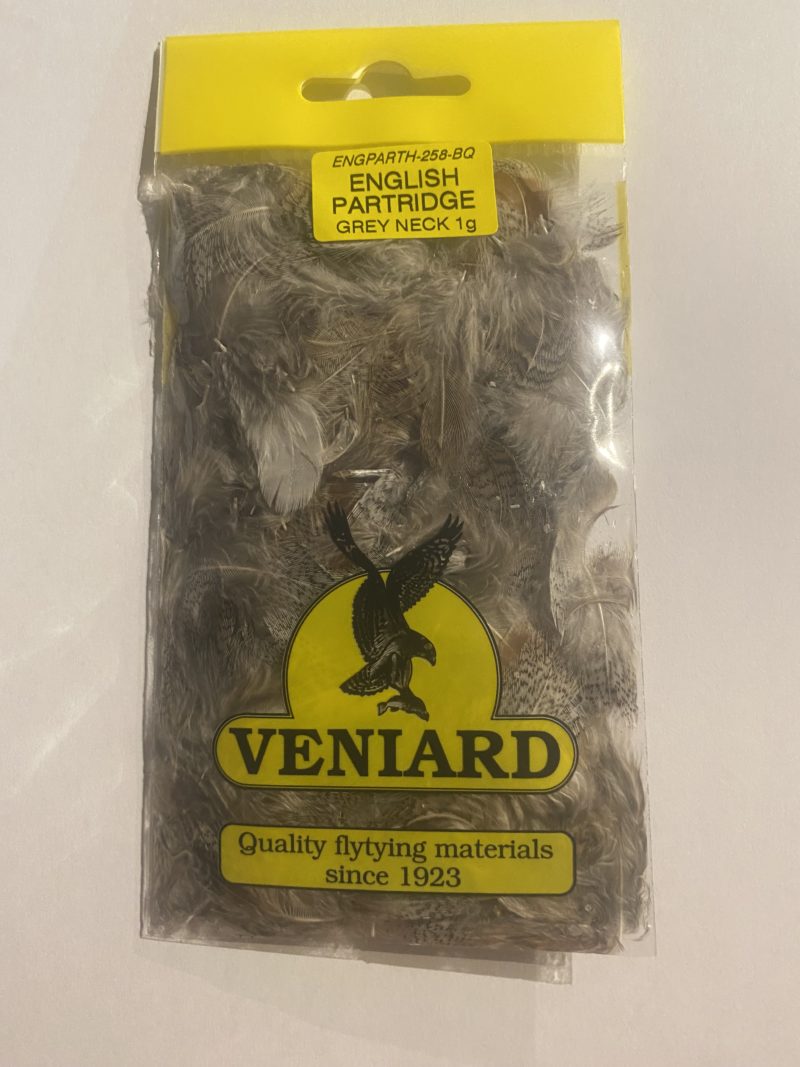 ENGPARTH-258-BQ
ENGLISH
PARTRIDGE
GREY NECK 1g
VENIARD
Quality flytying materials
since 1923